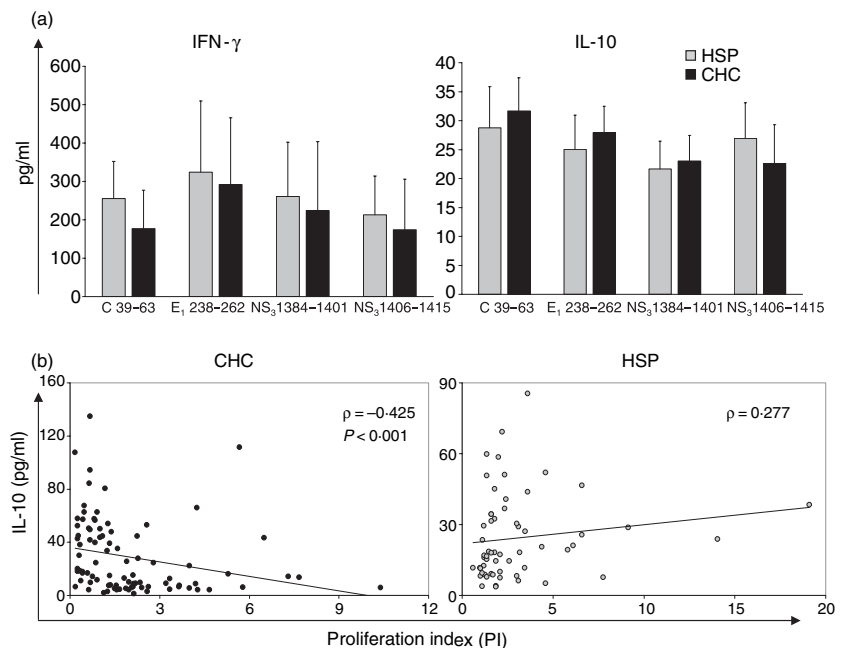 (a)
IFN-γ
pg/ml
600
500
400
300
200
100
0
C 39–63 E1 238–262 NS31384–1401 NS31406–1415
IL-10
HSP
CHC
40
35
30
25
20
15
10
5
0
C 39–63 E1 238–262 NS31384–1401 NS31406–1415
(b)
CHC
IL-10 (pg/ml)
160
120
80
40
0
ρ = –0·425
P < 0·001
0 3 6 9 12
HSP
90
60
30
0
ρ = 0·277
0 5 10 15 20
Proliferation index (PI)